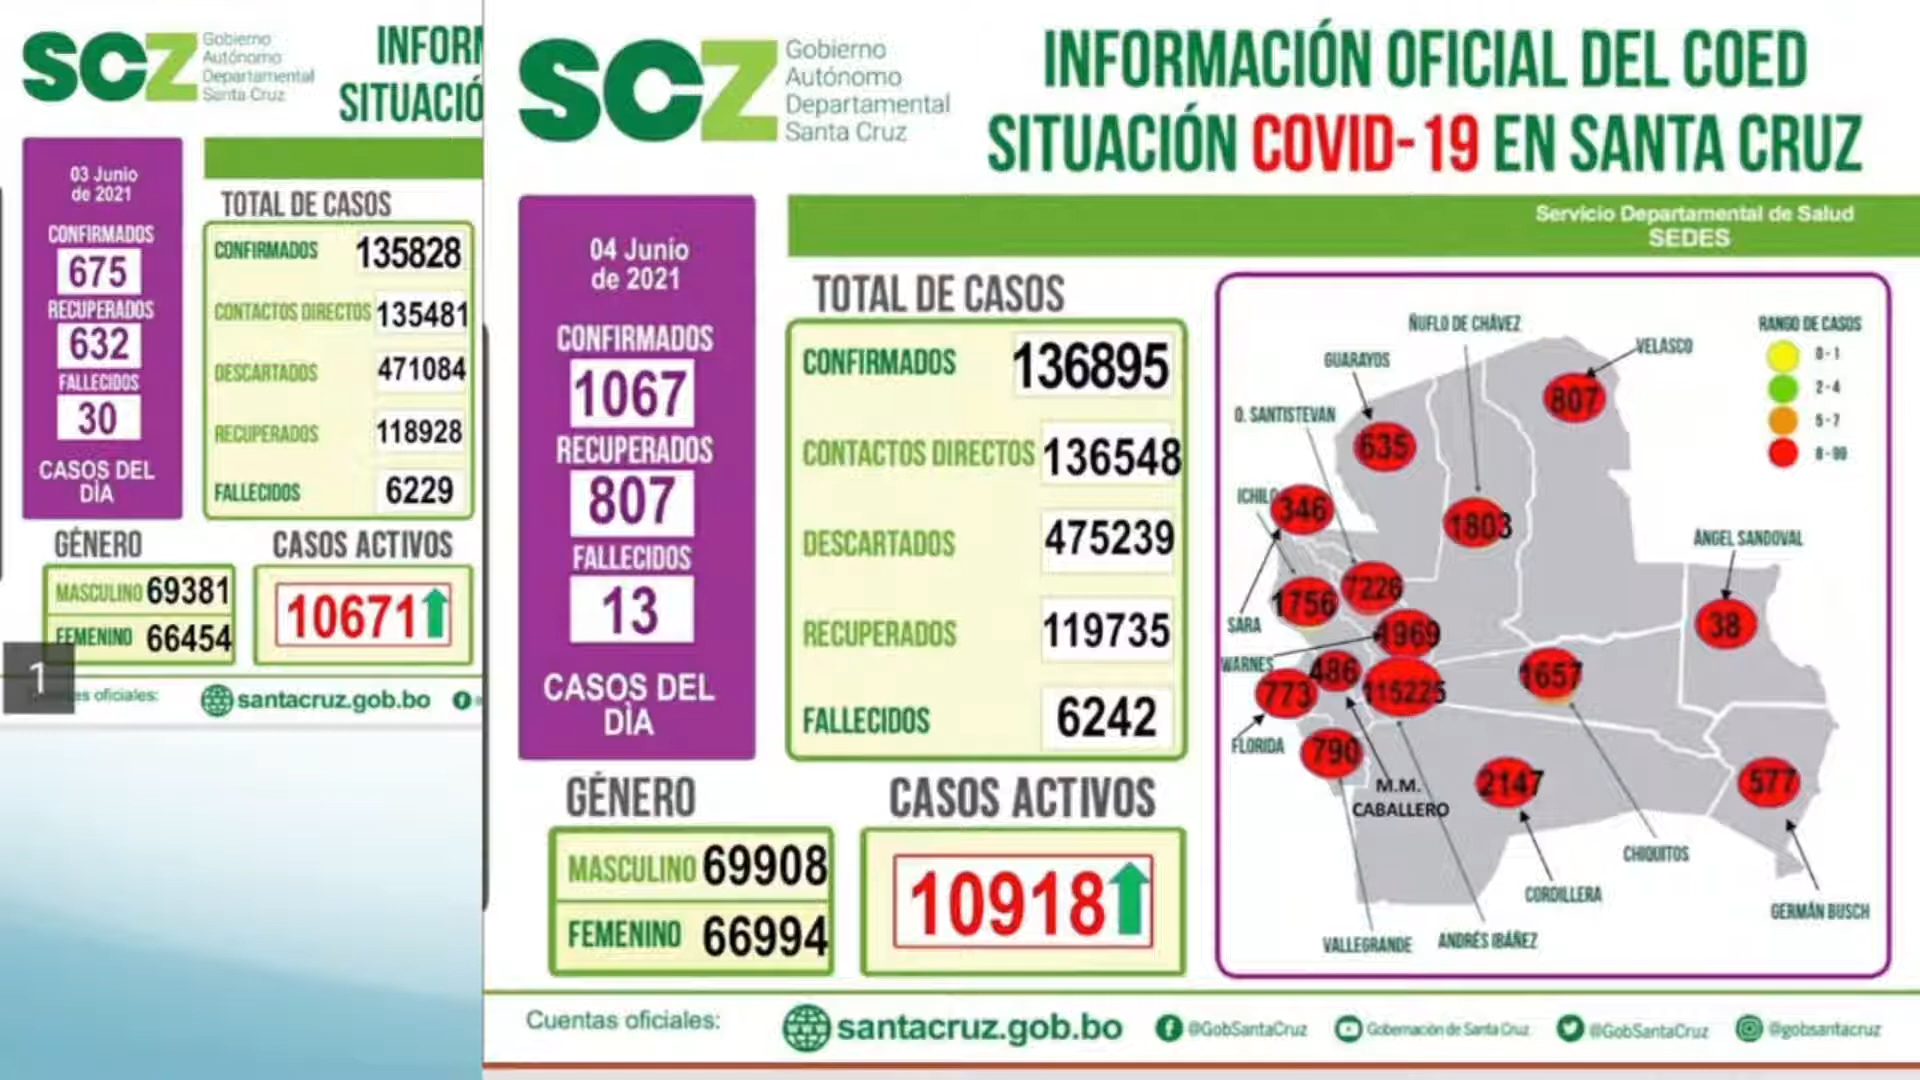 SCZ
Gobierno
Autónomo
Departamental
Santa Cruz
INFOR
SITUACIÓ
03 Junio
de 2021
CONFIRMADOS
675
RECUPERADOS
632
FALLECIDOS
30
CASOS DEL
DÌA
TOTAL DE CASOS
CONFIRMADOS 135828
CONTACTOS DIRECTOS 135481
DESCARTADOS 471084
RECUPERADOS 118928
FALLECIDOS 6229
GÉNERO
MASCULINO 69381
FEMENINO 66454
CASOS ACTIVOS
10671
1
es oficiales:
santacruz.gob.bo
SCZ
Gobierno
Autónomo
Departamental
Santa Cruz
INFORMACIÓN OFICIAL DEL COED
SITUACIÓN COVID-19 EN SANTA CRUZ
Servicio Departamental de Salud
SEDES
04 Junio
de 2021
CONFIRMADOS
1067
RECUPERADOS
807
FALLECIDOS
13
CASOS DEL
DÌA
TOTAL DE CASOS
CONFIRMADOS 136895
CONTACTOS DIRECTOS 136548
DESCARTADOS 475239
RECUPERADOS 119735
FALLECIDOS 6242
GÉNERO
MASCULINO 69908
FEMENINO 66994
CASOS ACTIVOS
10918
ÑUFLO DE CHÁVEZ
VELASCO
GUARAYOS
O. SANTISTEVAN
RANGO DE CASOS
0-1
2-4
5-7
8-99
807
635
ICHILO
346
1803
ÁNGEL SANDOVAL
1756
7226
38
SARA
1969
WARNES
486
773
115225
1657
FLORIDA
790
M.M.
CABALLERO
2147
577
CHIQUITOS
CORDILLERA
GERMÁN BUSCH
VALLEGRANDE
ANDRÉS IBÁÑEZ
Cuentas oficiales:
santacruz.gob.bo
@GobSantaCruz
Gobernación de Santa Cruz
@GobSantaCruz
@gobsantacruz